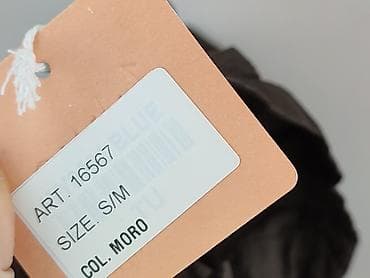 ART. 16567
SIZE. S/M
COL. MORO